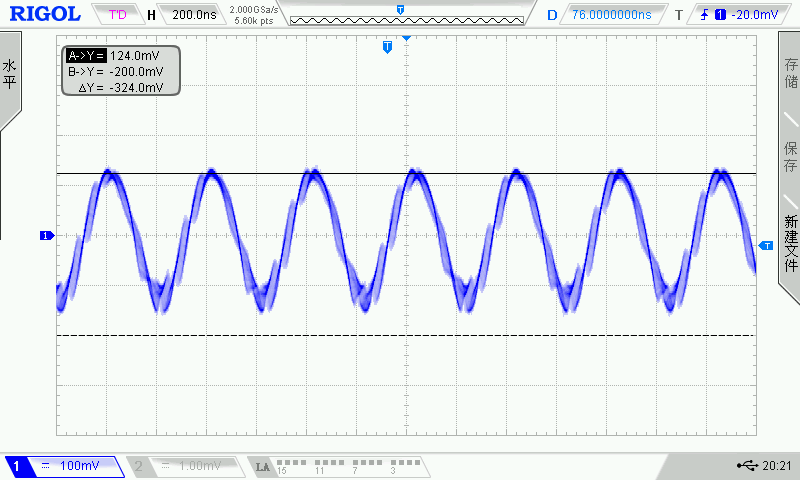 RIGOL T'D H 200.0ns 2.000GSa/s 5.60k pts T D 76.0000000ns T 1 -20.0mV
T
A->Y= 124.0mV
B->Y= -200.0mV
ΔY= -324.0mV
水平
存储
保存
新建文件
1
T
1 100mV 2 1.00mV LA 15 11 7 3 20:21